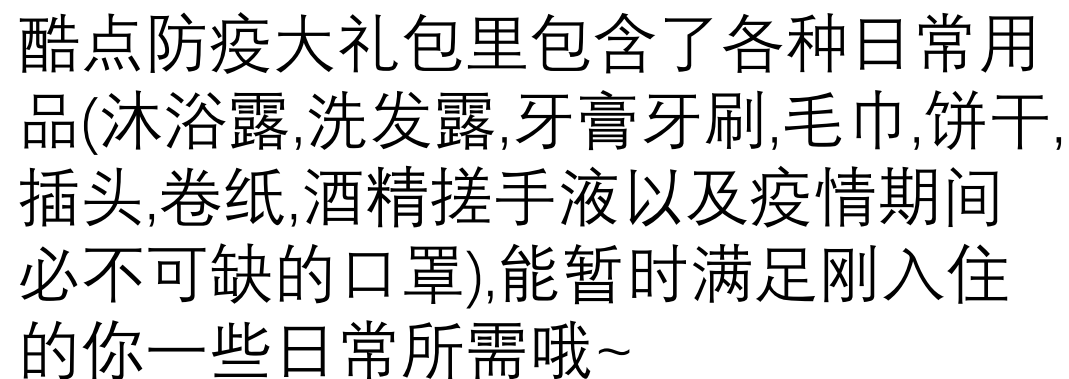 酷点防疫大礼包里包含了各种日常用
品(沐浴露,洗发露,牙膏牙刷,毛巾,饼干,
插头,卷纸,酒精搓手液以及疫情期间
必不可缺的口罩),能暂时满足刚入住
的你一些日常所需哦~